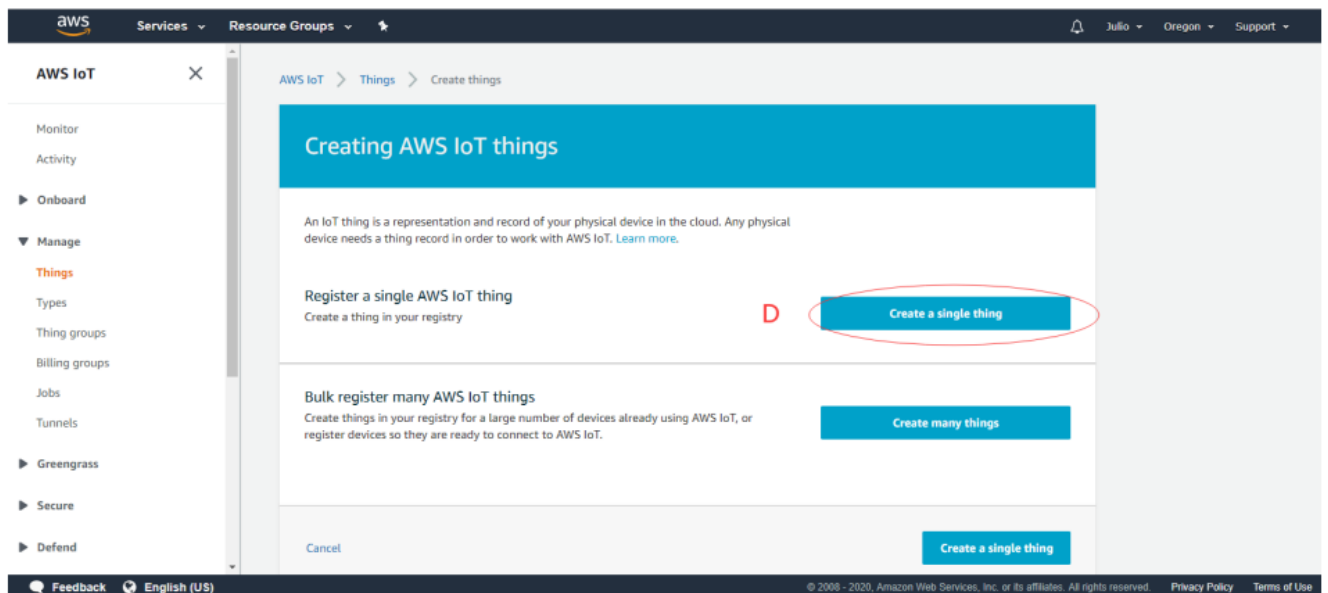 aws Services Resource Groups Julio Oregon Support
AWS IoT
Monitor
Activity
Onboard
Manage
Things
Types
Thing groups
Billing groups
Jobs
Tunnels
Greengrass
Secure
Defend
AWS IoT Things Create things
Creating AWS IoT things
An IoT thing is a representation and record of your physical device in the cloud. Any physical
device needs a thing record in order to work with AWS IoT. Learn more.
Register a single AWS IoT thing
Create a thing in your registry
D
Create a single thing
Bulk register many AWS IoT things
Create things in your registry for a large number of devices already using AWS IoT, or
register devices so they are ready to connect to AWS IoT.
Create many things
Cancel
Create a single thing
Feedback English (US) © 2008 - 2020, Amazon Web Services, Inc. or its affiliates. All rights reserved. Privacy Policy Terms of Use